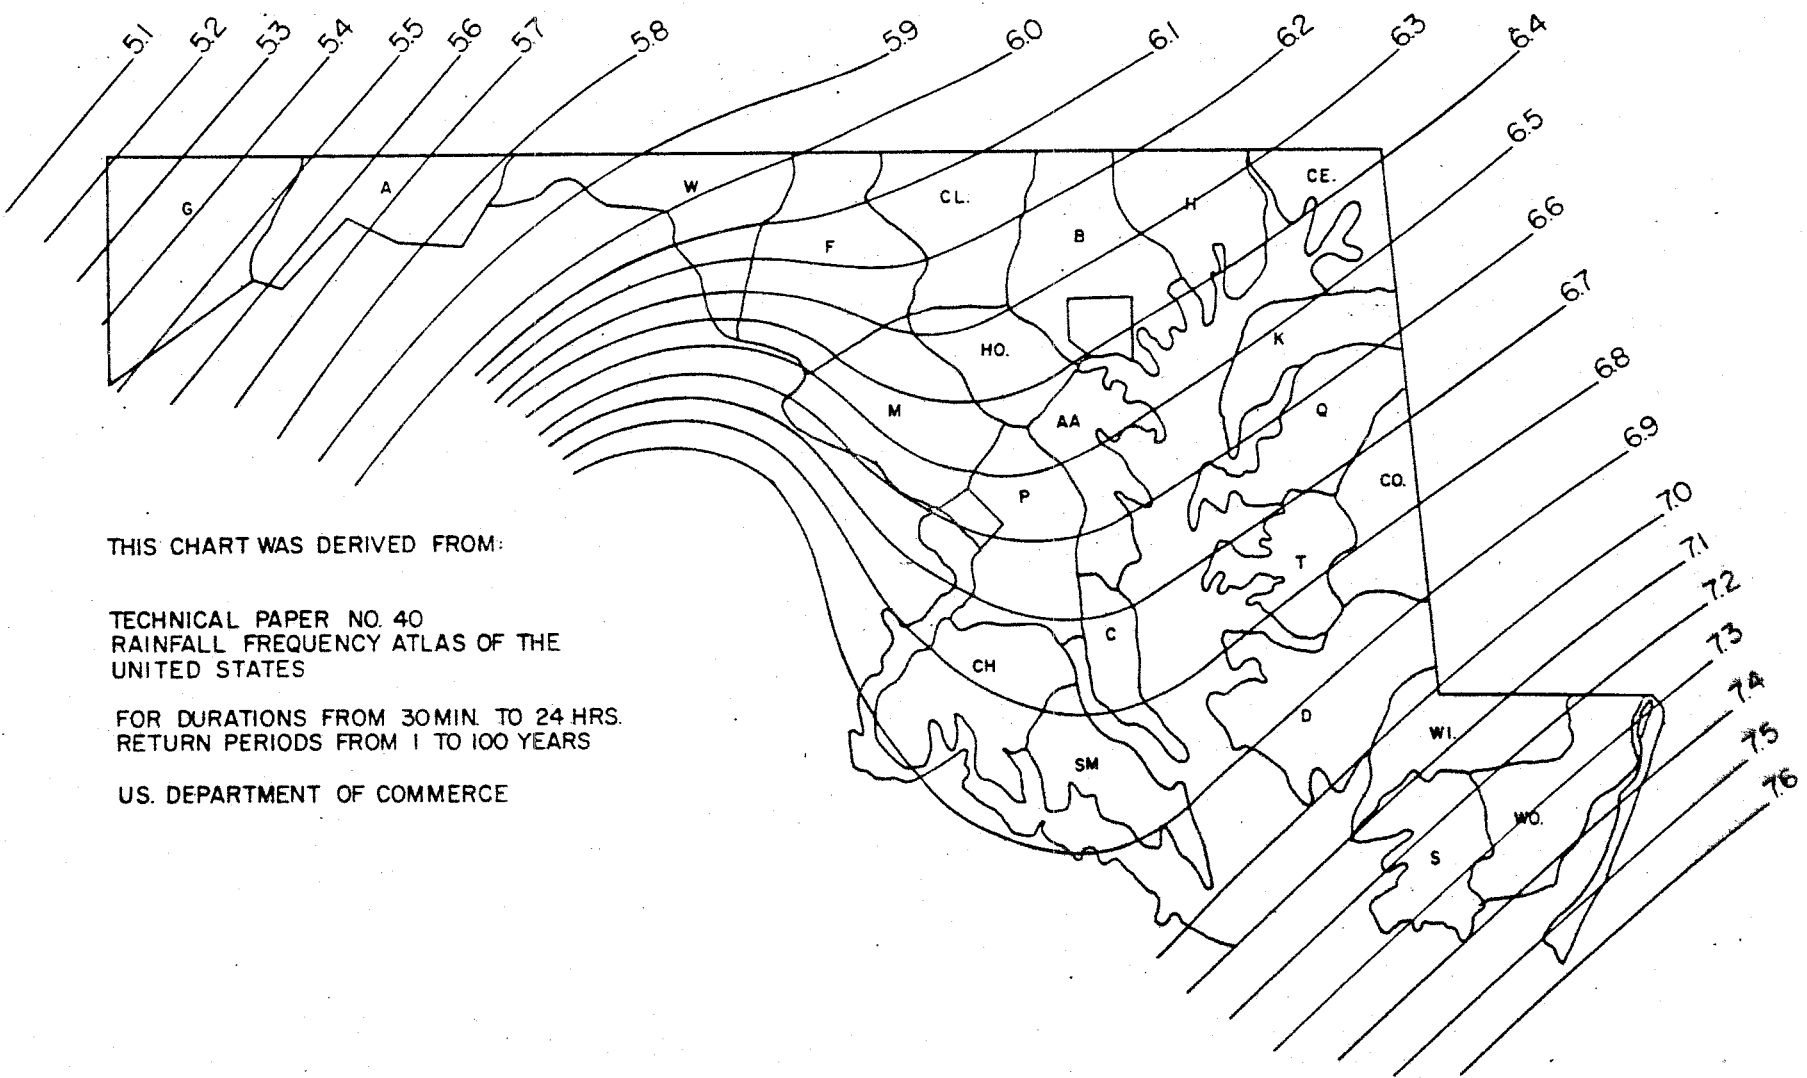 5.1 5.2 5.3 5.4 5.5 5.6 5.7 5.8 5.9 6.0 6.1 6.2 6.3 6.4
6.5
6.6
6.7
6.8
6.9
7.0
7.1
7.2
7.3
7.4
7.5
7.6
G A W F CL. B H CE.
HO. K
M AA Q
P CO.
T
C
CH
D WI.
SM
WO.
S
THIS CHART WAS DERIVED FROM:
TECHNICAL PAPER NO. 40
RAINFALL FREQUENCY ATLAS OF THE
UNITED STATES
FOR DURATIONS FROM 30 MIN. TO 24 HRS.
RETURN PERIODS FROM 1 TO 100 YEARS
US. DEPARTMENT OF COMMERCE